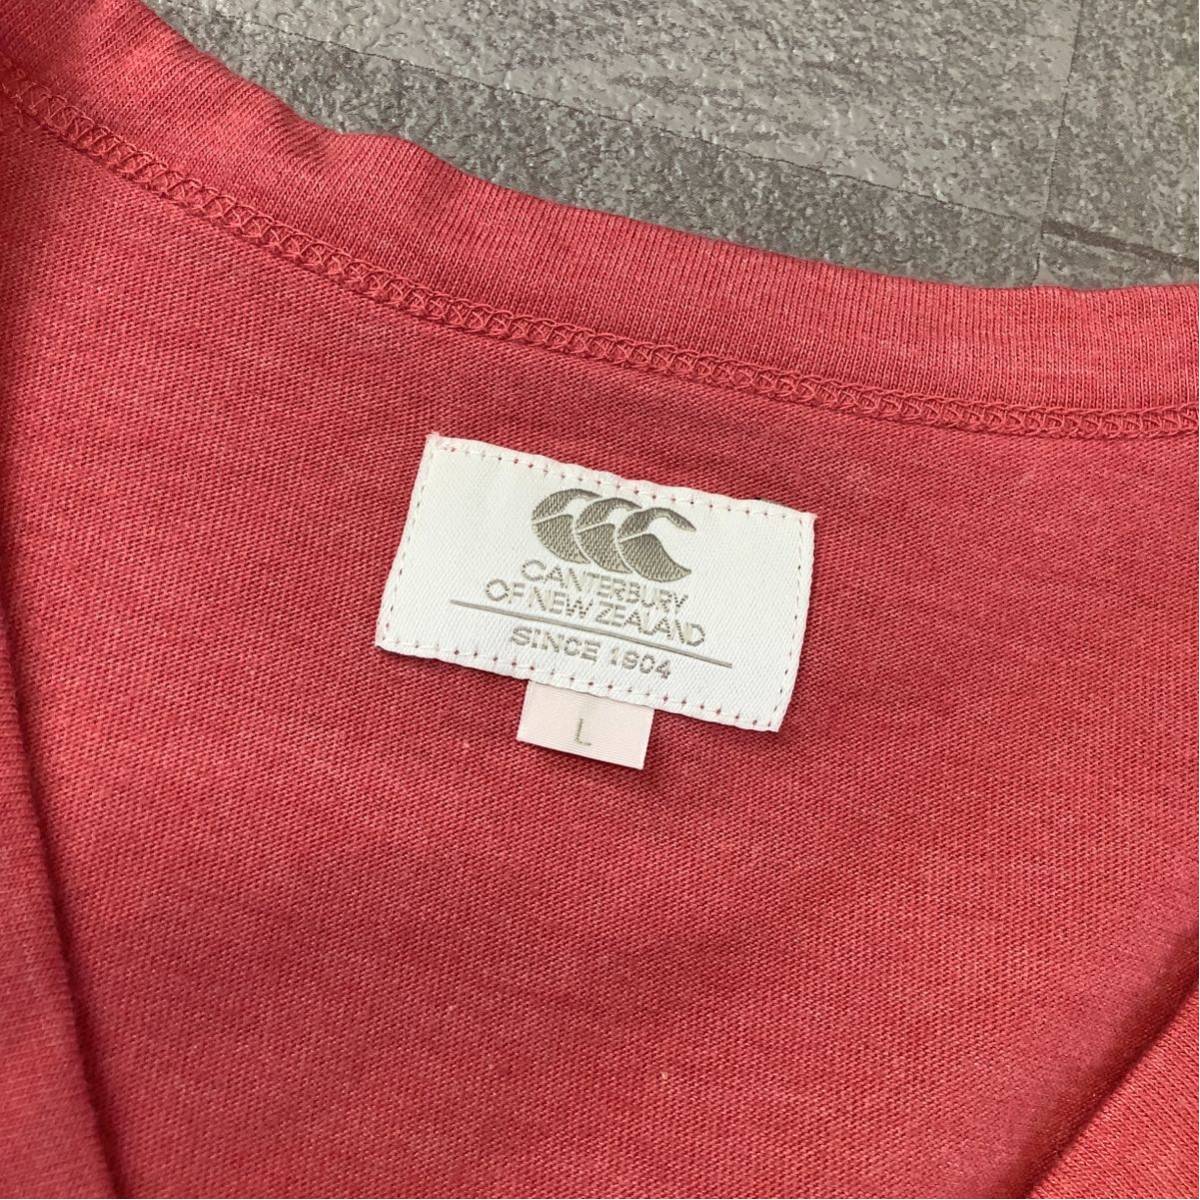 CANTERBURY
OF NEW ZEALAND
SINCE 1904
L